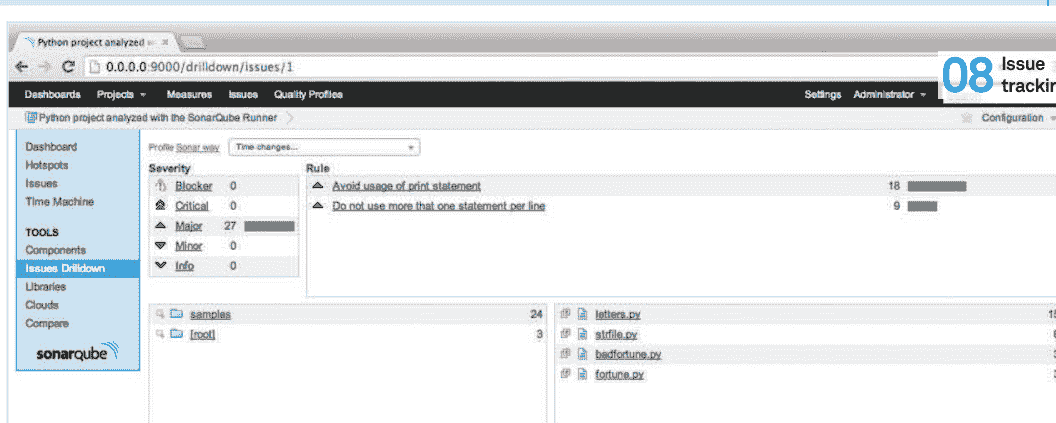 Python project analyzed
0.0.0.0:9000/drilldown/issues/1
08 Issue
Dashboards Projects Measures Issues Quality Profiles Settings Administrator
Python project analyzed with the SonarQube Runner Configuration
Dashboard
Hotspots
Issues
Time Machine
TOOLS
Components
Issues Drilldown
Libraries
Clouds
Compare
sonarqube
Profile Sonar way Time changes...
Severity
Blocker 0
Critical 0
Major 27
Minor 0
Info 0
Rule
Avoid usage of print statement 18
Do not use more that one statement per line 9
samples 24
[root] 3
letters.py
strfile.py
badfortune.py
fortune.py